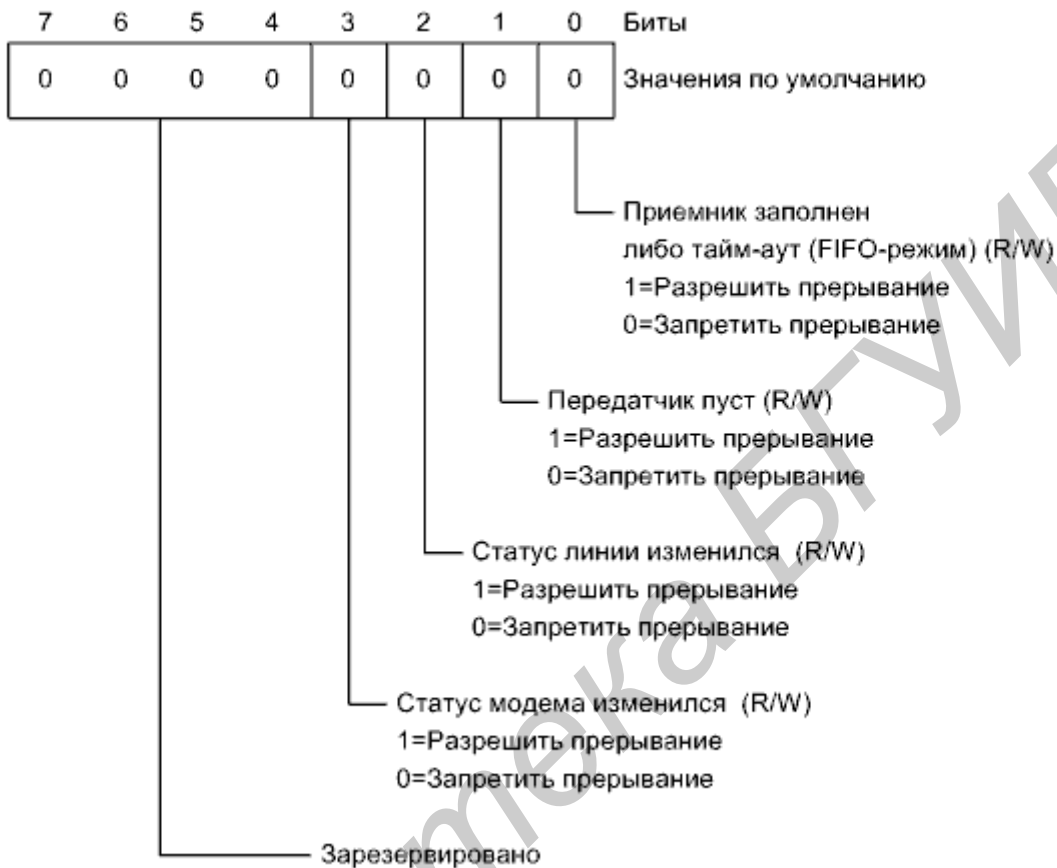 7 6 5 4 3 2 1 0 Биты
0 0 0 0 0 0 0 0 Значения по умолчанию
Приемник заполнен
либо тайм-аут (FIFO-режим) (R/W)
1=Разрешить прерывание
0=Запретить прерывание
Передатчик пуст (R/W)
1=Разрешить прерывание
0=Запретить прерывание
Статус линии изменился (R/W)
1=Разрешить прерывание
0=Запретить прерывание
Статус модема изменился (R/W)
1=Разрешить прерывание
0=Запретить прерывание
Зарезервировано